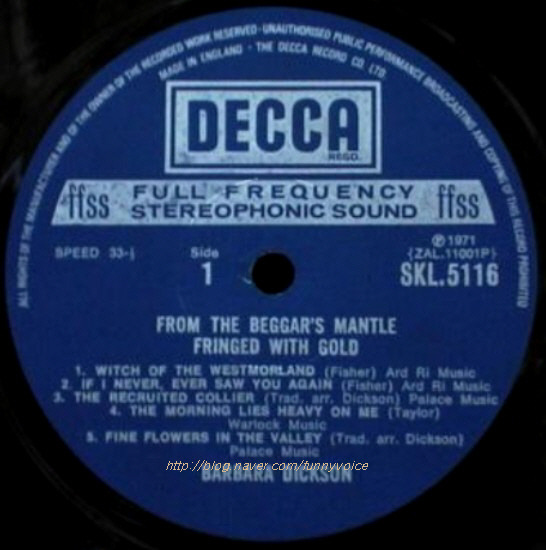 ALL RIGHTS OF THE MANUFACTURER AND OF THE OWNER OF THE RECORDED WORK RESERVED · UNAUTHORISED PUBLIC PERFORMANCE BROADCASTING AND COPYING OF THIS RECORD PROHIBITED
MADE IN ENGLAND · THE DECCA RECORD CO. LTD.
DECCA
REGD.
ffss FULL FREQUENCY STEREOPHONIC SOUND ffss
SPEED 33-⅓
Side
1
℗ 1971
(ZAL.11001P)
SKL.5116
FROM THE BEGGAR'S MANTLE
FRINGED WITH GOLD
1. WITCH OF THE WESTMORLAND (Fisher) Ard Ri Music
2. IF I NEVER, EVER SAW YOU AGAIN (Fisher) Ard Ri Music
3. THE RECRUITED COLLIER (Trad. arr. Dickson) Palace Music
4. THE MORNING LIES HEAVY ON ME (Taylor)
Warlock Music
5. FINE FLOWERS IN THE VALLEY (Trad. arr. Dickson)
Palace Music
http://blog.naver.com/funnyvoice
BARBARA DICKSON